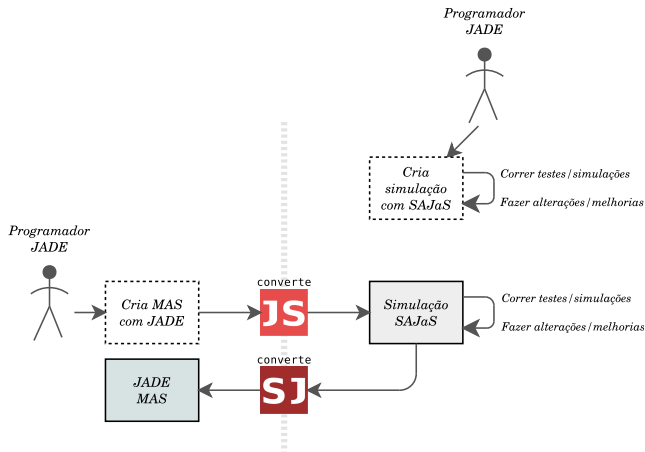 Programador
JADE
Cria
simulação
com SAJaS
Correr testes/simulações
Fazer alterações/melhorias
Programador
JADE
Cria MAS
com JADE
converte
JS
Simulação
SAJaS
Correr testes/simulações
Fazer alterações/melhorias
JADE
MAS
converte
SJ